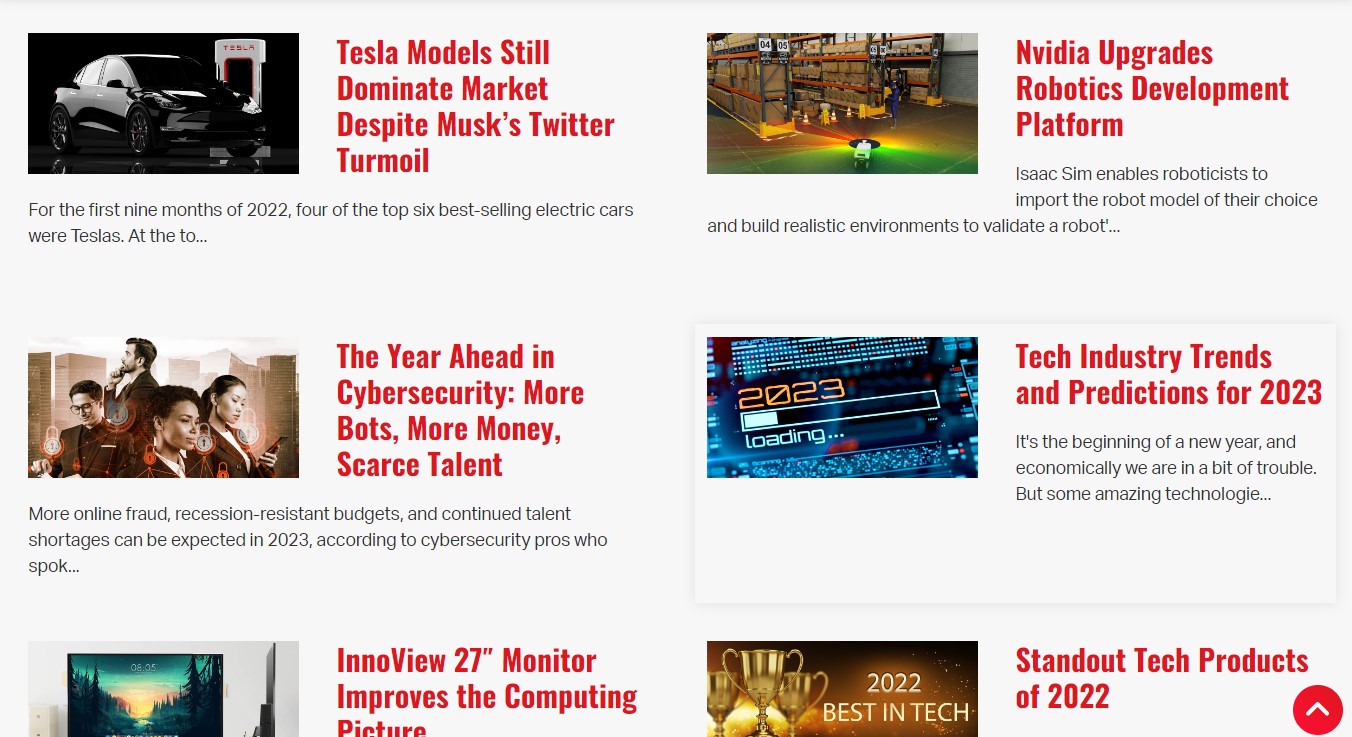 TESLA
Tesla Models Still
Dominate Market
Despite Musk’s Twitter
Turmoil
For the first nine months of 2022, four of the top six best-selling electric cars
were Teslas. At the to...
04 05
Nvidia Upgrades
Robotics Development
Platform
Isaac Sim enables roboticists to
import the robot model of their choice
and build realistic environments to validate a robot'...
The Year Ahead in
Cybersecurity: More
Bots, More Money,
Scarce Talent
More online fraud, recession-resistant budgets, and continued talent
shortages can be expected in 2023, according to cybersecurity pros who
spok...
analyzing
2023
loading...
Tech Industry Trends
and Predictions for 2023
It's the beginning of a new year, and
economically we are in a bit of trouble.
But some amazing technologie...
08:05
InnoView 27″ Monitor
Improves the Computing
Picture
2022
BEST IN TECH
Standout Tech Products
of 2022